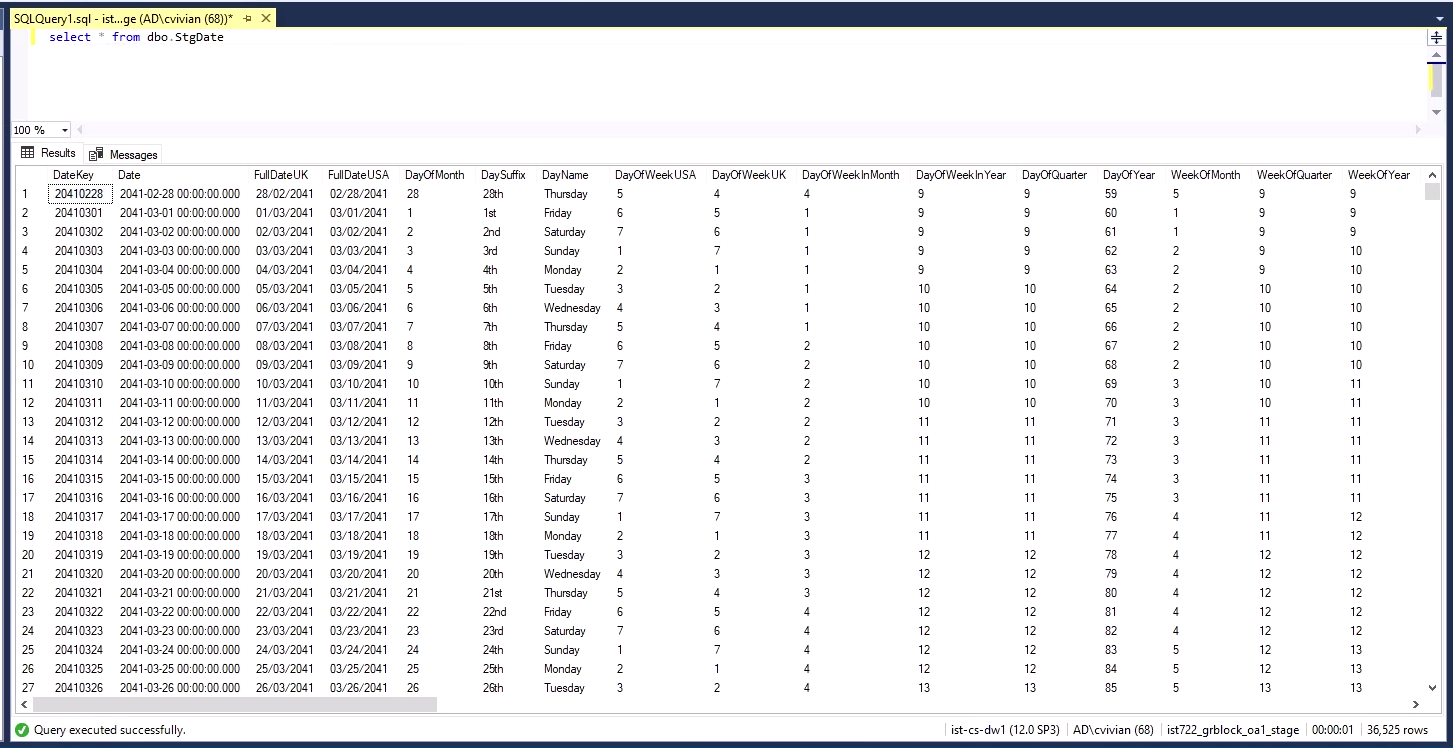 SQLQuery1.sql - ist...ge (AD\cvivian (68))*
select * from dbo.StgDate
100 %
Results Messages
DateKey Date FullDateUK FullDateUSA DayOfMonth DaySuffix DayName DayOfWeekUSA DayOfWeekUK DayOfWeekInMonth DayOfWeekInYear DayOfQuarter DayOfYear WeekOfMonth WeekOfQuarter WeekOfYear
1 20410228 2041-02-28 00:00:00.000 28/02/2041 02/28/2041 28 28th Thursday 5 4 4 9 9 59 5 9 9
2 20410301 2041-03-01 00:00:00.000 01/03/2041 03/01/2041 1 1st Friday 6 5 1 9 9 60 1 9 9
3 20410302 2041-03-02 00:00:00.000 02/03/2041 03/02/2041 2 2nd Saturday 7 6 1 9 9 61 1 9 9
4 20410303 2041-03-03 00:00:00.000 03/03/2041 03/03/2041 3 3rd Sunday 1 7 1 9 9 62 2 9 10
5 20410304 2041-03-04 00:00:00.000 04/03/2041 03/04/2041 4 4th Monday 2 1 1 9 9 63 2 9 10
6 20410305 2041-03-05 00:00:00.000 05/03/2041 03/05/2041 5 5th Tuesday 3 2 1 10 10 64 2 10 10
7 20410306 2041-03-06 00:00:00.000 06/03/2041 03/06/2041 6 6th Wednesday 4 3 1 10 10 65 2 10 10
8 20410307 2041-03-07 00:00:00.000 07/03/2041 03/07/2041 7 7th Thursday 5 4 1 10 10 66 2 10 10
9 20410308 2041-03-08 00:00:00.000 08/03/2041 03/08/2041 8 8th Friday 6 5 2 10 10 67 2 10 10
10 20410309 2041-03-09 00:00:00.000 09/03/2041 03/09/2041 9 9th Saturday 7 6 2 10 10 68 2 10 10
11 20410310 2041-03-10 00:00:00.000 10/03/2041 03/10/2041 10 10th Sunday 1 7 2 10 10 69 3 10 11
12 20410311 2041-03-11 00:00:00.000 11/03/2041 03/11/2041 11 11th Monday 2 1 2 10 10 70 3 10 11
13 20410312 2041-03-12 00:00:00.000 12/03/2041 03/12/2041 12 12th Tuesday 3 2 2 11 11 71 3 11 11
14 20410313 2041-03-13 00:00:00.000 13/03/2041 03/13/2041 13 13th Wednesday 4 3 2 11 11 72 3 11 11
15 20410314 2041-03-14 00:00:00.000 14/03/2041 03/14/2041 14 14th Thursday 5 4 2 11 11 73 3 11 11
16 20410315 2041-03-15 00:00:00.000 15/03/2041 03/15/2041 15 15th Friday 6 5 3 11 11 74 3 11 11
17 20410316 2041-03-16 00:00:00.000 16/03/2041 03/16/2041 16 16th Saturday 7 6 3 11 11 75 3 11 11
18 20410317 2041-03-17 00:00:00.000 17/03/2041 03/17/2041 17 17th Sunday 1 7 3 11 11 76 4 11 12
19 20410318 2041-03-18 00:00:00.000 18/03/2041 03/18/2041 18 18th Monday 2 1 3 11 11 77 4 11 12
20 20410319 2041-03-19 00:00:00.000 19/03/2041 03/19/2041 19 19th Tuesday 3 2 3 12 12 78 4 12 12
21 20410320 2041-03-20 00:00:00.000 20/03/2041 03/20/2041 20 20th Wednesday 4 3 3 12 12 79 4 12 12
22 20410321 2041-03-21 00:00:00.000 21/03/2041 03/21/2041 21 21st Thursday 5 4 3 12 12 80 4 12 12
23 20410322 2041-03-22 00:00:00.000 22/03/2041 03/22/2041 22 22nd Friday 6 5 4 12 12 81 4 12 12
24 20410323 2041-03-23 00:00:00.000 23/03/2041 03/23/2041 23 23rd Saturday 7 6 4 12 12 82 4 12 12
25 20410324 2041-03-24 00:00:00.000 24/03/2041 03/24/2041 24 24th Sunday 1 7 4 12 12 83 5 12 13
26 20410325 2041-03-25 00:00:00.000 25/03/2041 03/25/2041 25 25th Monday 2 1 4 12 12 84 5 12 13
27 20410326 2041-03-26 00:00:00.000 26/03/2041 03/26/2041 26 26th Tuesday 3 2 4 13 13 85 5 13 13
Query executed successfully. ist-cs-dw1 (12.0 SP3) AD\cvivian (68) ist722_grblock_oa1_stage 00:00:01 36,525 rows